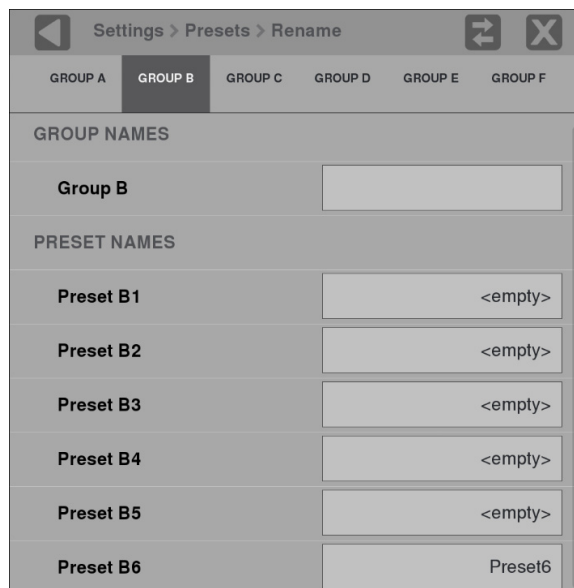 Settings > Presets > Rename
GROUP A GROUP B GROUP C GROUP D GROUP E GROUP F
GROUP NAMES
Group B
PRESET NAMES
Preset B1 <empty>
Preset B2 <empty>
Preset B3 <empty>
Preset B4 <empty>
Preset B5 <empty>
Preset B6 Preset6